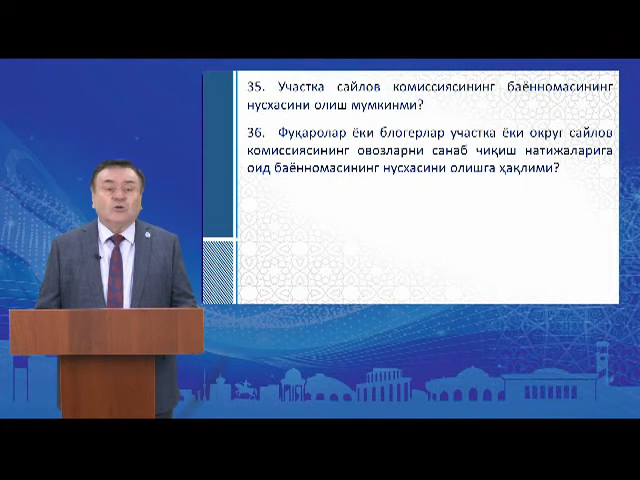 35. Участка сайлов комиссиясининг баённомасининг
нусхасини олиш мумкинми?
36. Фуқаролар ёки блогерлар участка ёки округ сайлов
комиссиясининг овозларни санаб чиқиш натижаларига
оид баённомасининг нусхасини олишга ҳақлими?